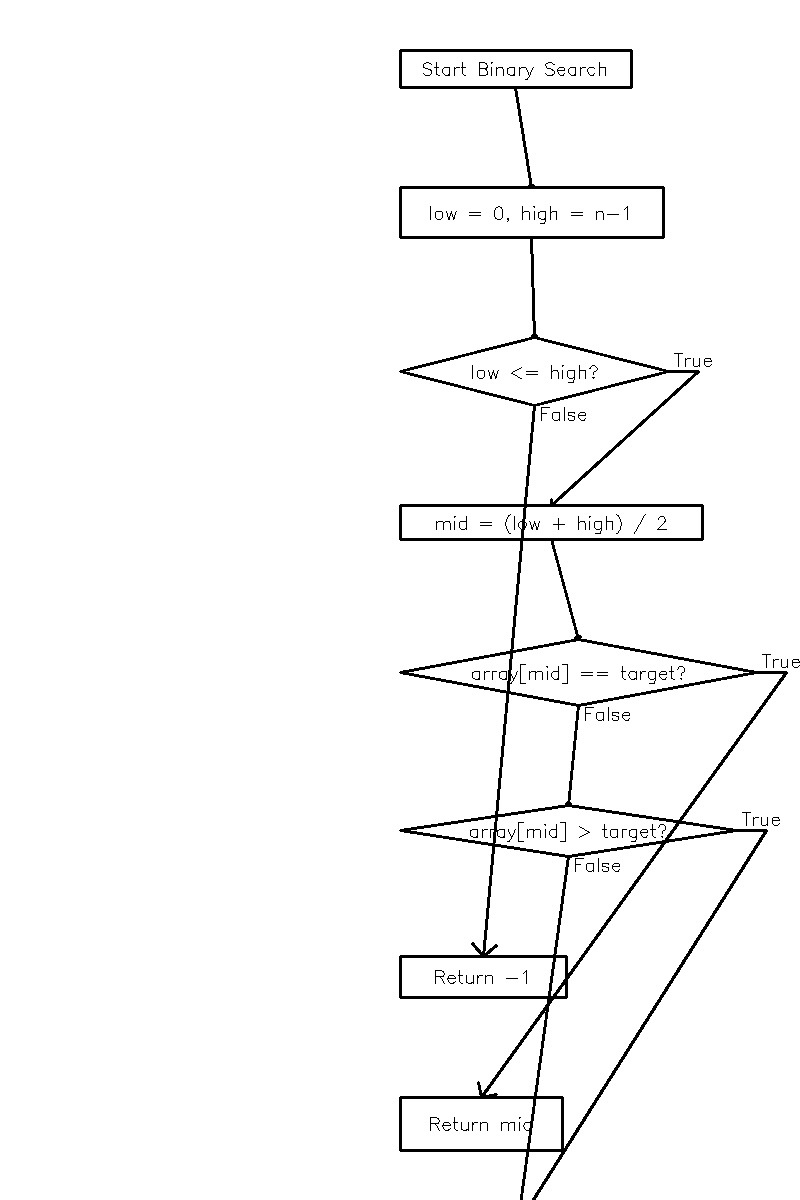 Start Binary Search
low = 0, high = n-1
True
low <= high?
False
mid = (low + high) / 2
True
array[mid] == target?
False
True
array[mid] > target?
False
Return -1
Return mid